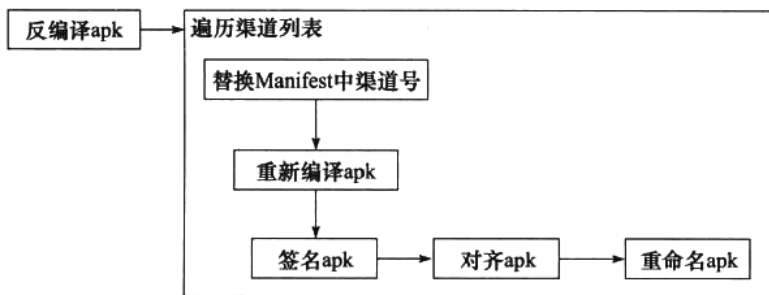 反编译apk
遍历渠道列表
替换Manifest中渠道号
重新编译apk
签名apk
对齐apk
重命名apk